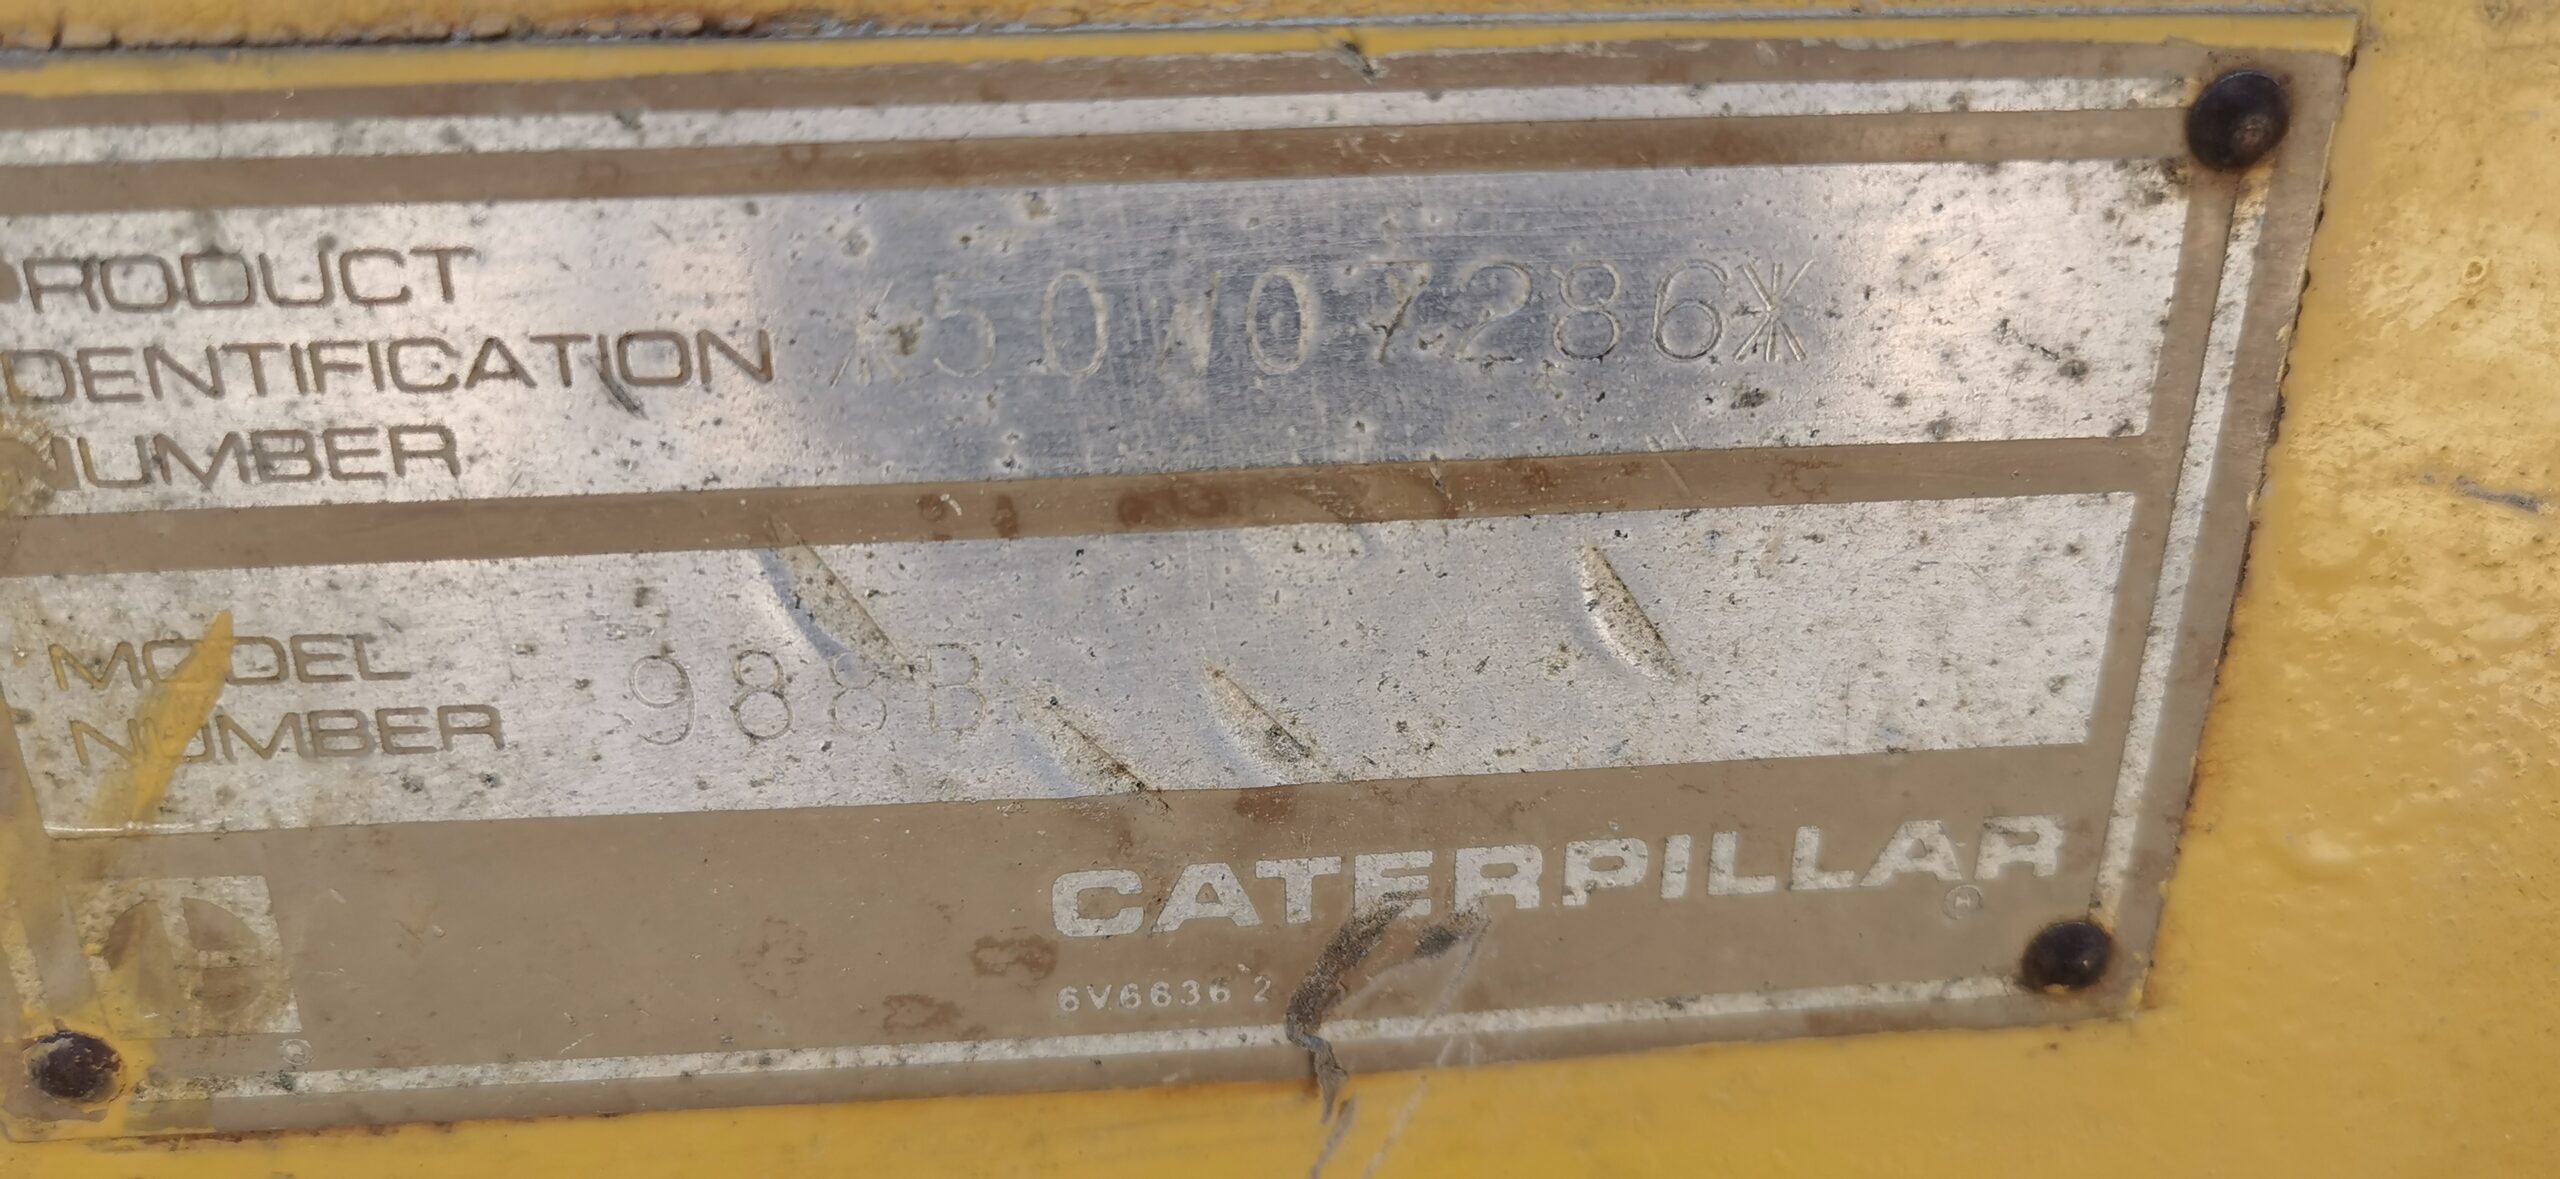 PRODUCT
IDENTIFICATION
NUMBER
*50W07286*
MODEL
NUMBER
988B
CATERPILLAR
6V6636 2